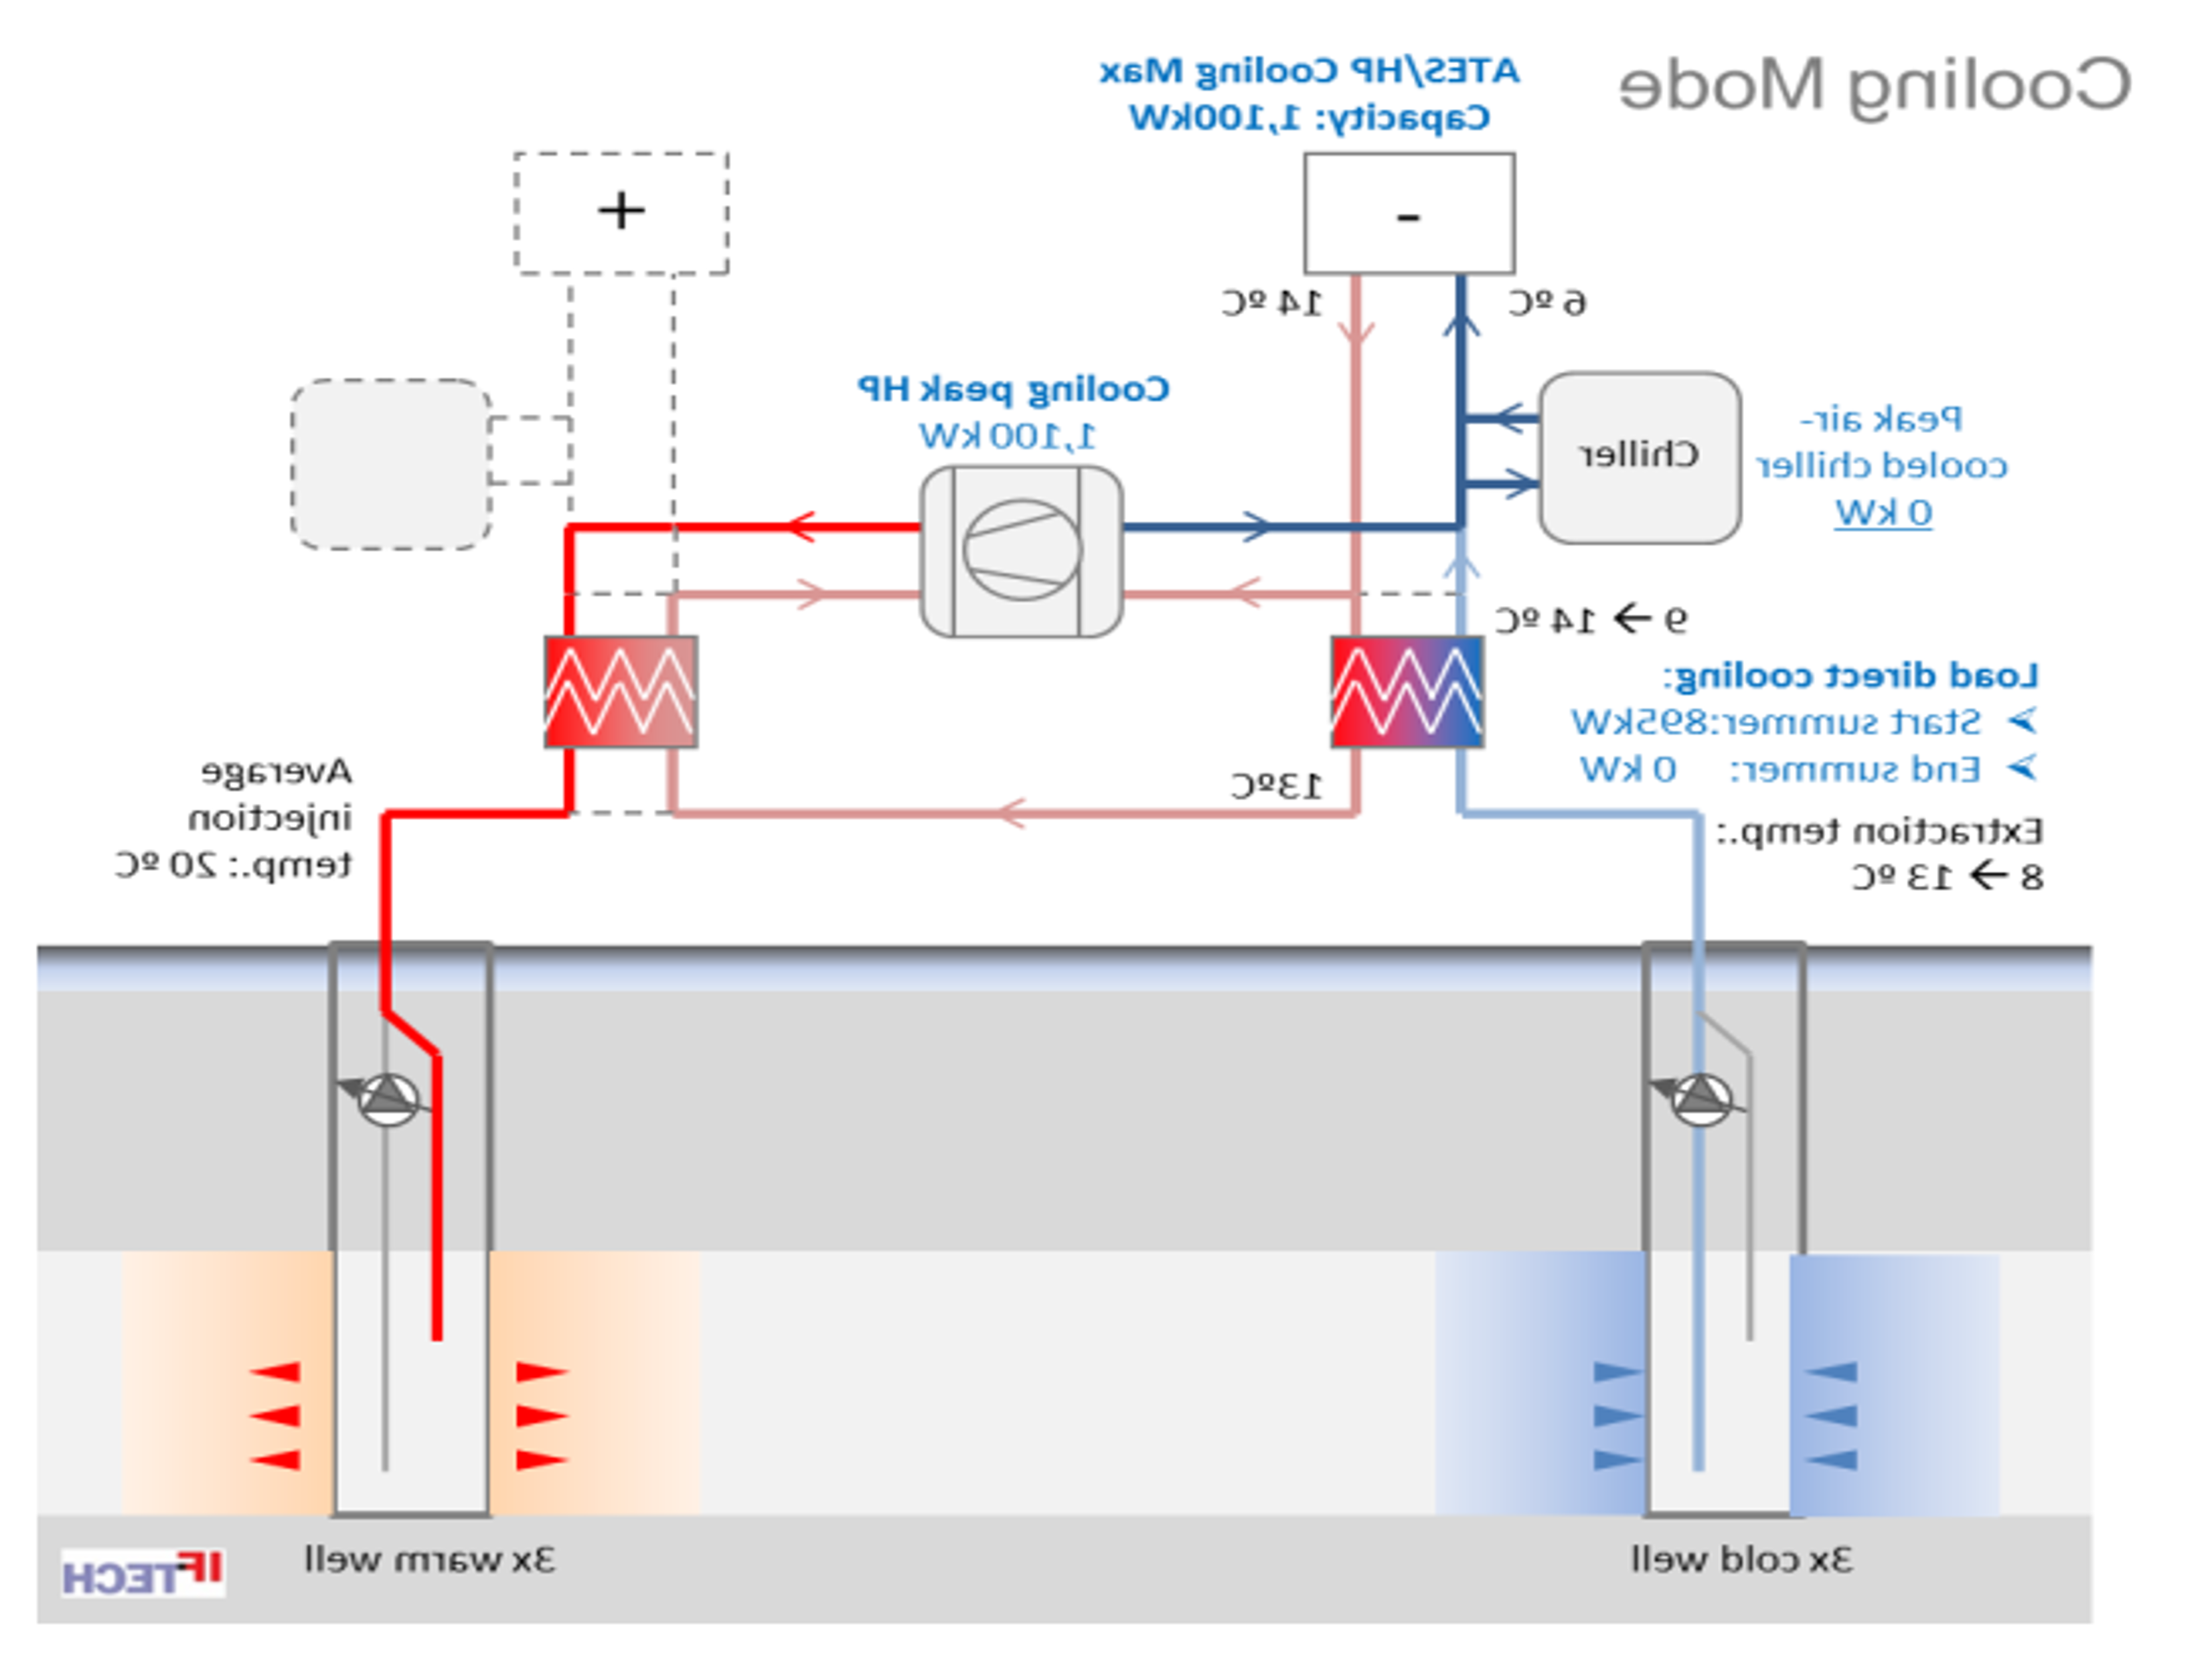 Cooling Mode
ATES/HP Cooling Max
Capacity: 1,100kW
-
+
6 ºC
14 ºC
Chiller
Peak air-
cooled chiller
0 kW
Cooling peak HP
1,100 kW
9 → 14 ºC
Load direct cooling:
➢ Start summer:895kW
➢ End summer: 0 kW
13ºC
Extraction temp.:
8 → 13 ºC
Average
injection
temp.: 20 ºC
3x cold well
3x warm well
IF TECH